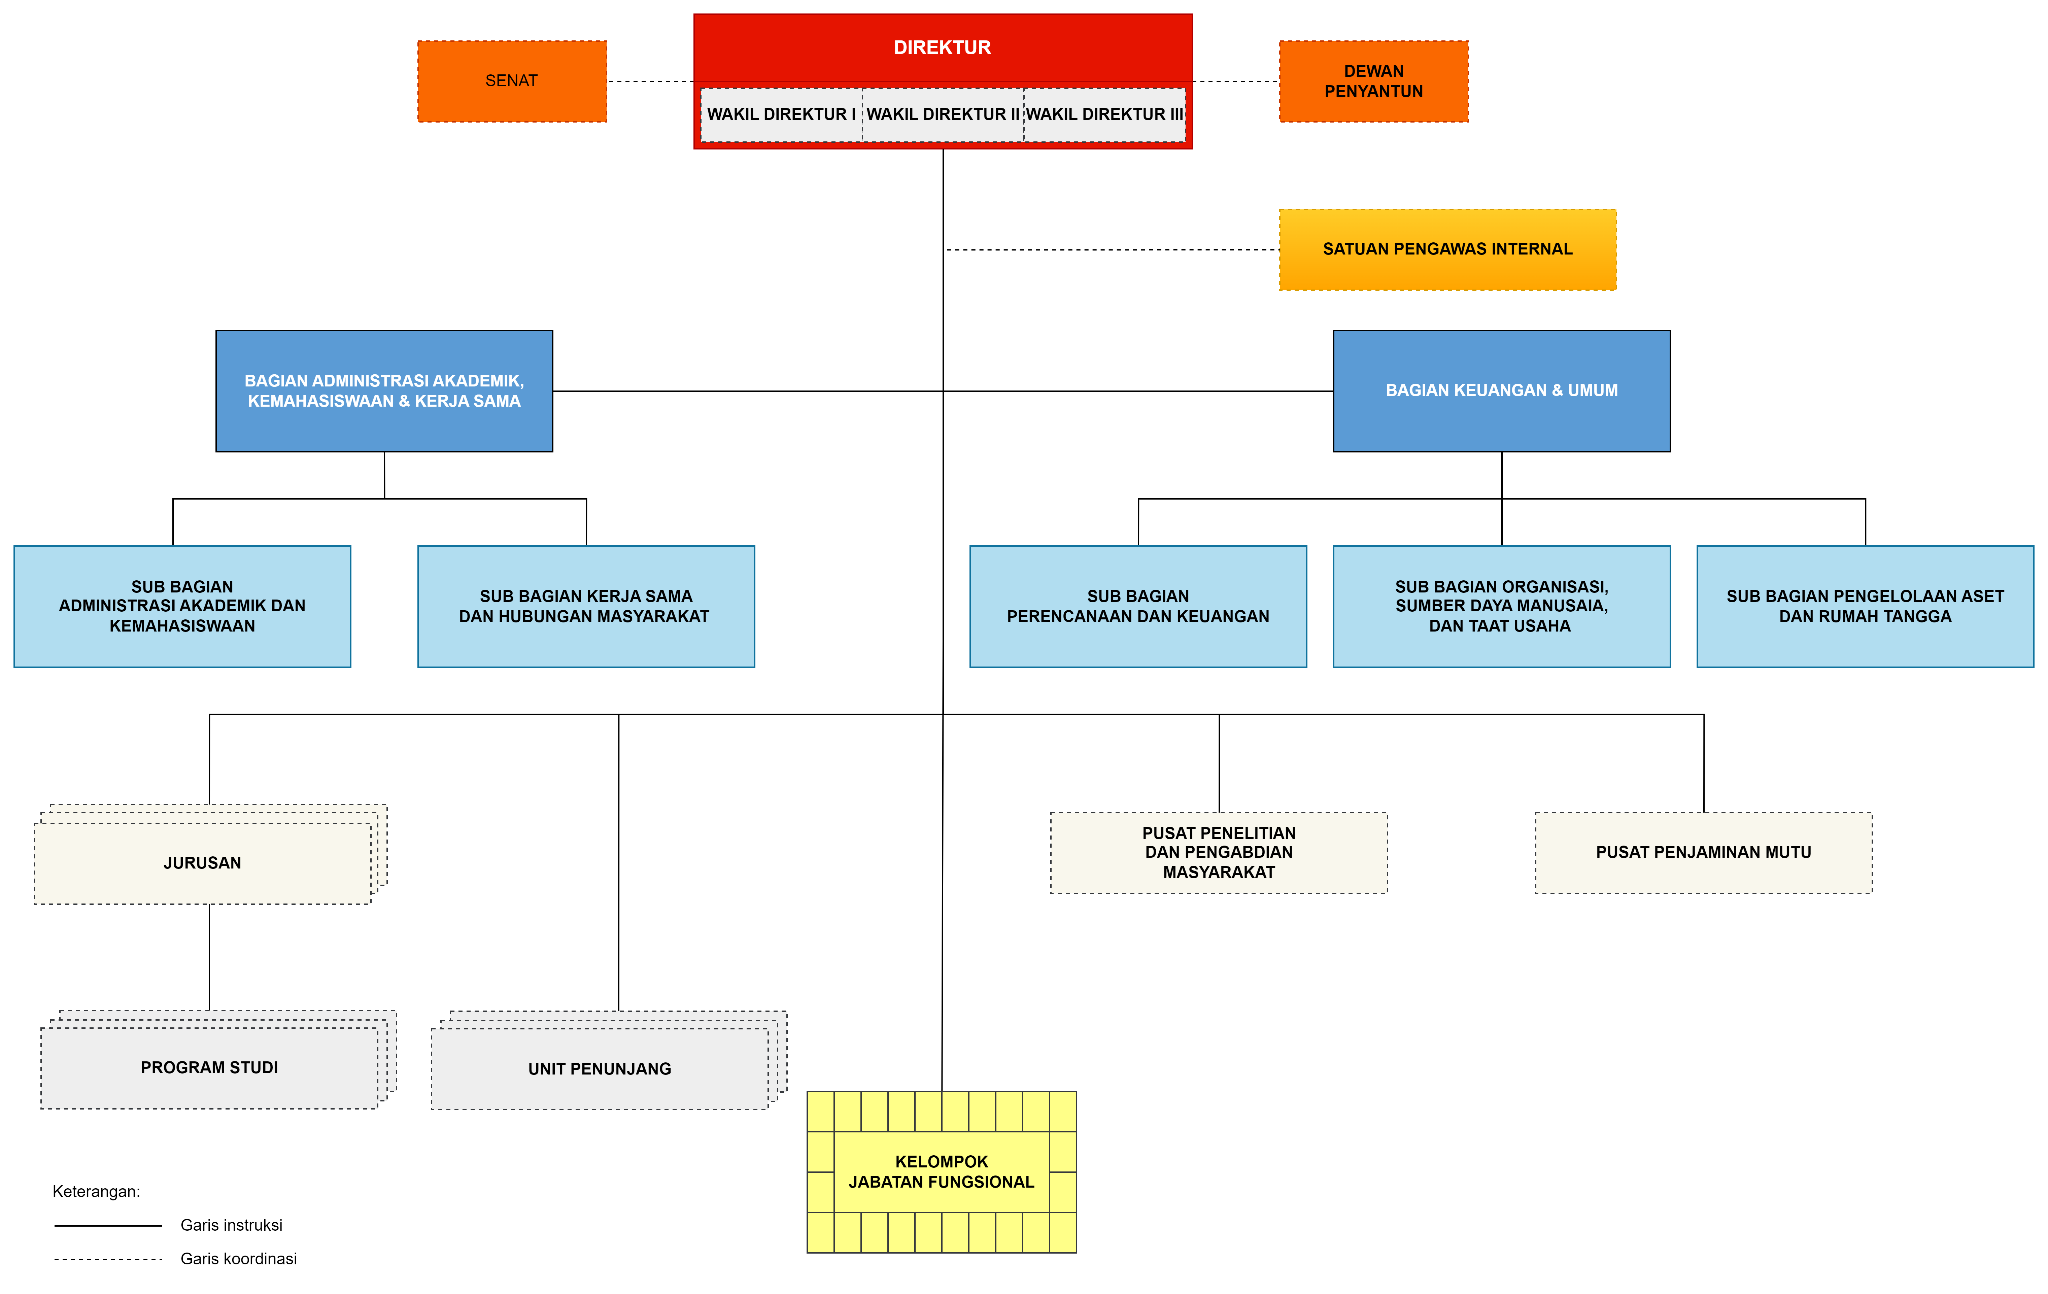 DIREKTUR
SENAT
DEWAN
PENYANTUN
WAKIL DIREKTUR I
WAKIL DIREKTUR II
WAKIL DIREKTUR III
SATUAN PENGAWAS INTERNAL
BAGIAN ADMINISTRASI AKADEMIK,
KEMAHASISWAAN & KERJA SAMA
BAGIAN KEUANGAN & UMUM
SUB BAGIAN
ADMINISTRASI AKADEMIK DAN
KEMAHASISWAAN
SUB BAGIAN KERJA SAMA
DAN HUBUNGAN MASYARAKAT
SUB BAGIAN
PERENCANAAN DAN KEUANGAN
SUB BAGIAN ORGANISASI,
SUMBER DAYA MANUSAIA,
DAN TAAT USAHA
SUB BAGIAN PENGELOLAAN ASET
DAN RUMAH TANGGA
JURUSAN
PUSAT PENELITIAN
DAN PENGABDIAN
MASYARAKAT
PUSAT PENJAMINAN MUTU
PROGRAM STUDI
UNIT PENUNJANG
KELOMPOK
JABATAN FUNGSIONAL
Keterangan:
Garis instruksi
Garis koordinasi